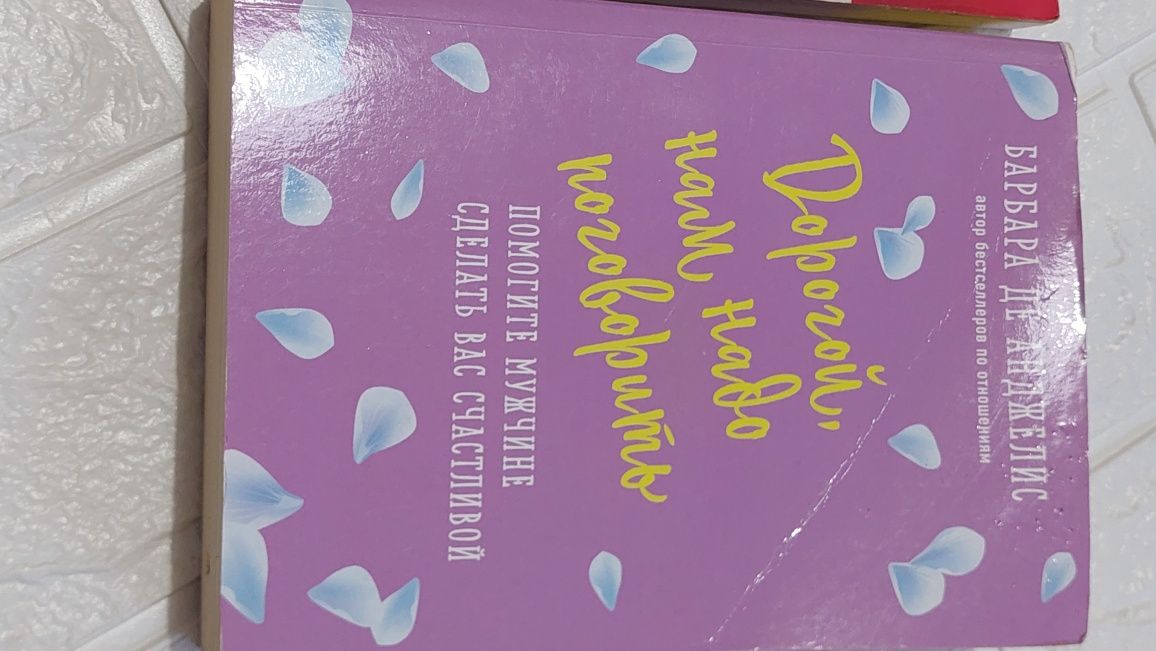 БАРБАРА ДЕ АНДЖЕЛИС
автор бестселлеров по отношениям
Дорогой,
нам надо
поговорить
ПОМОГИТЕ МУЖЧИНЕ
СДЕЛАТЬ ВАС СЧАСТЛИВОЙ